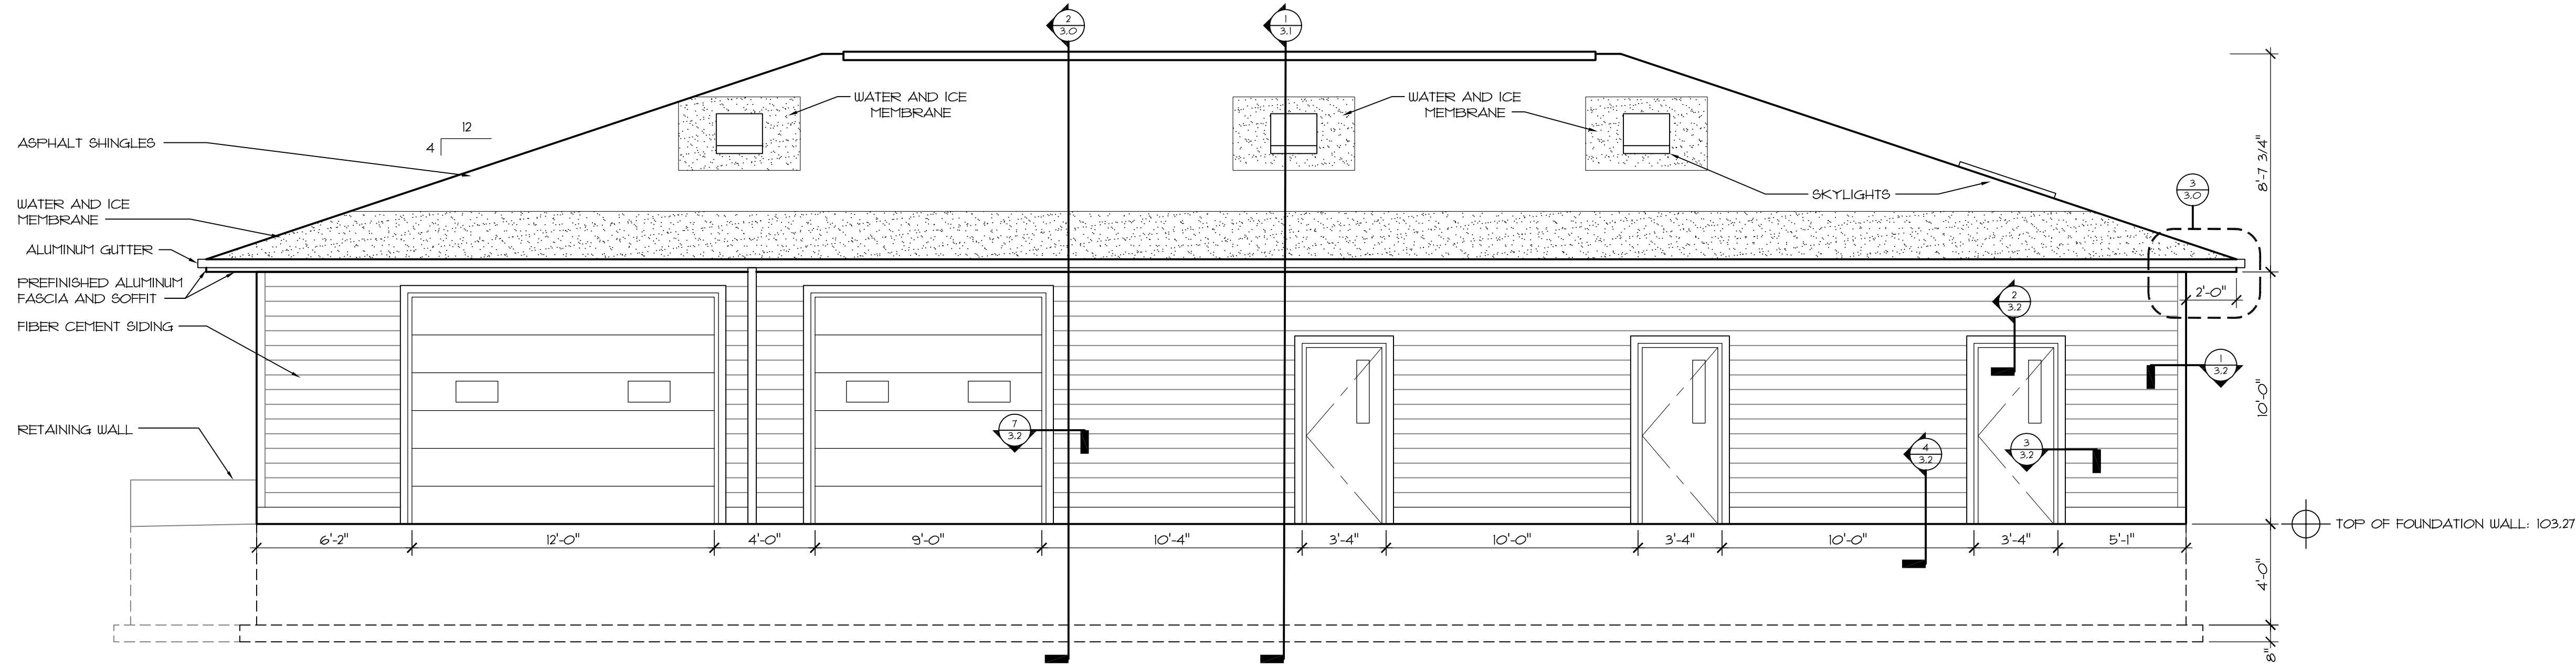 2
3.0
1
3.1
WATER AND ICE
MEMBRANE
WATER AND ICE
MEMBRANE
12
4
ASPHALT SHINGLES
8'-7 3/4"
SKYLIGHTS
3
3.0
WATER AND ICE
MEMBRANE
ALUMINUM GUTTER
PREFINISHED ALUMINUM
FASCIA AND SOFFIT
2'-0"
2
3.2
FIBER CEMENT SIDING
1
3.2
10'-0"
RETAINING WALL
7
3.2
4
3.2
3
3.2
TOP OF FOUNDATION WALL: 103.27
6'-2"
12'-0"
4'-0"
9'-0"
10'-4"
3'-4"
10'-0"
3'-4"
10'-0"
3'-4"
5'-1"
4'-0"
8"